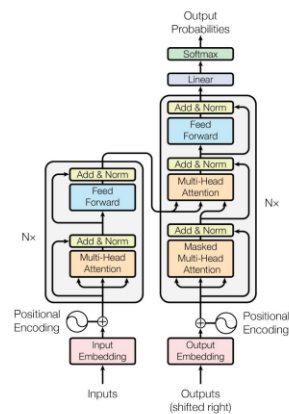 Output
Probabilities
Softmax
Linear
Add & Norm
Feed
Forward
Add & Norm
Multi-Head
Attention
Nx
Add & Norm
Masked
Multi-Head
Attention
Add & Norm
Feed
Forward
Nx
Add & Norm
Multi-Head
Attention
Positional
Encoding
Positional
Encoding
Input
Embedding
Output
Embedding
Inputs
Outputs
(shifted right)